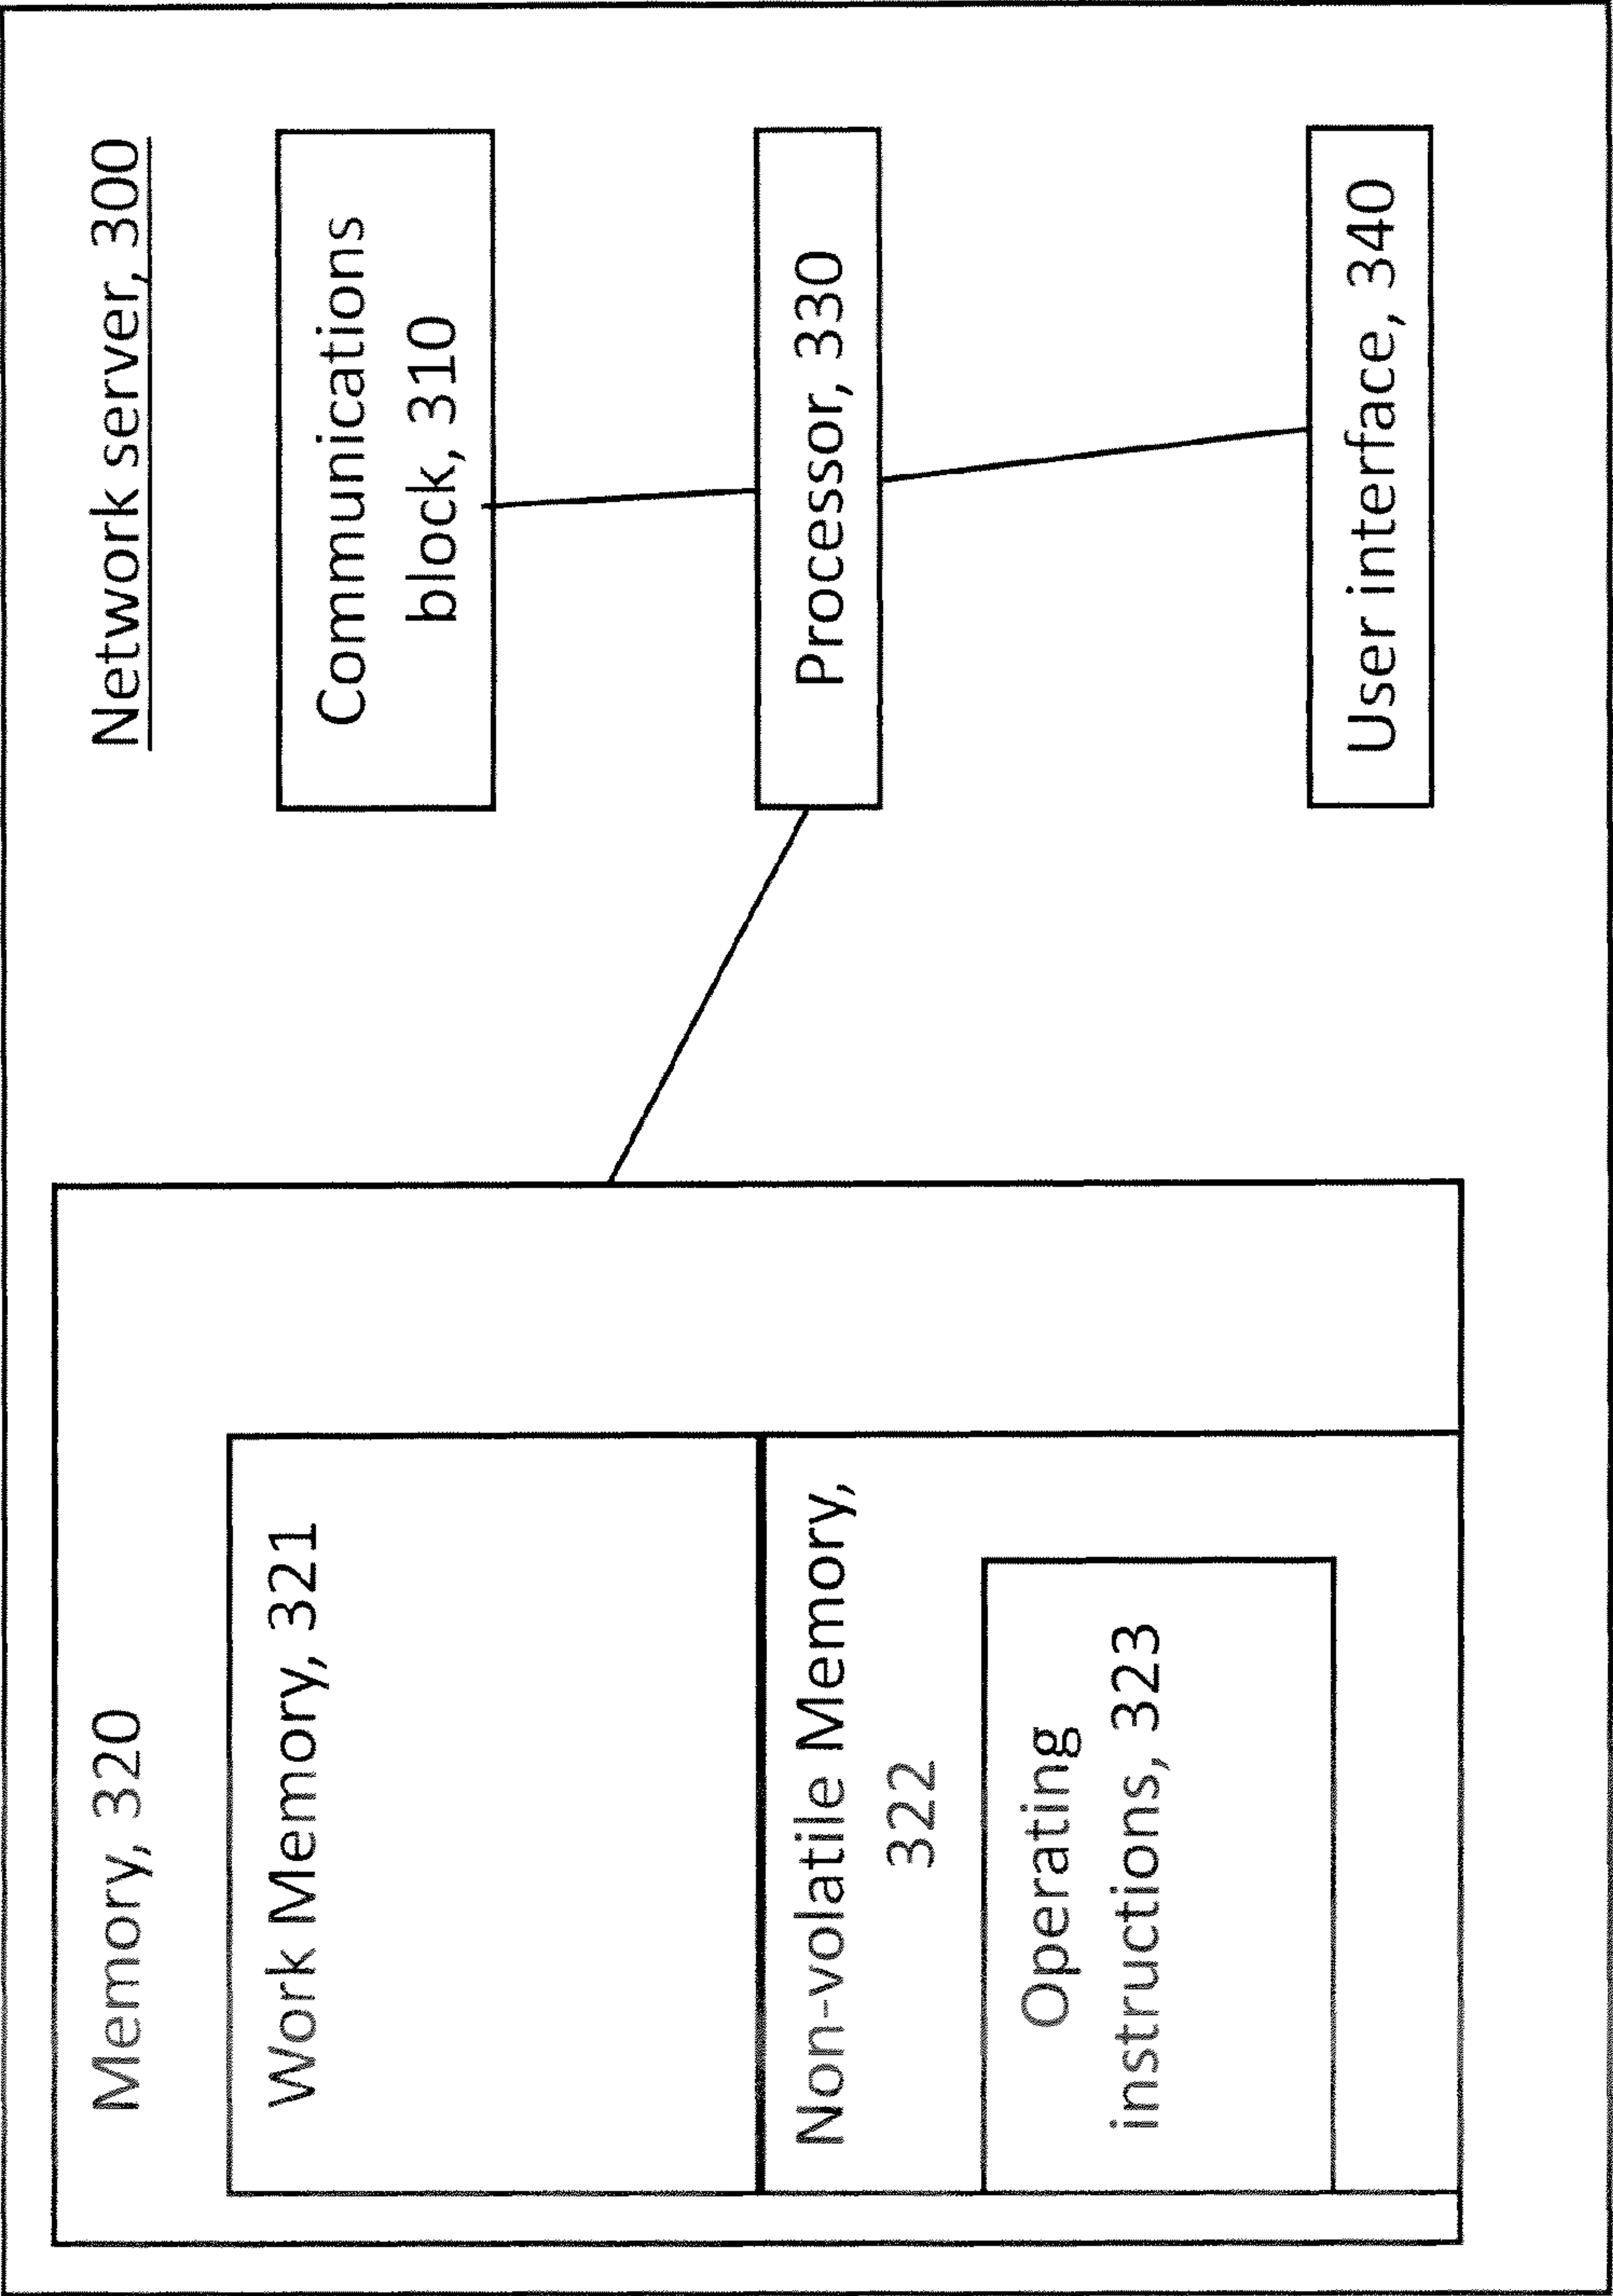 Network server, 300
Memory, 320
Work Memory, 321
Non-volatile Memory,
322
Operating
instructions, 323
Communications
block, 310
Processor, 330
User interface, 340